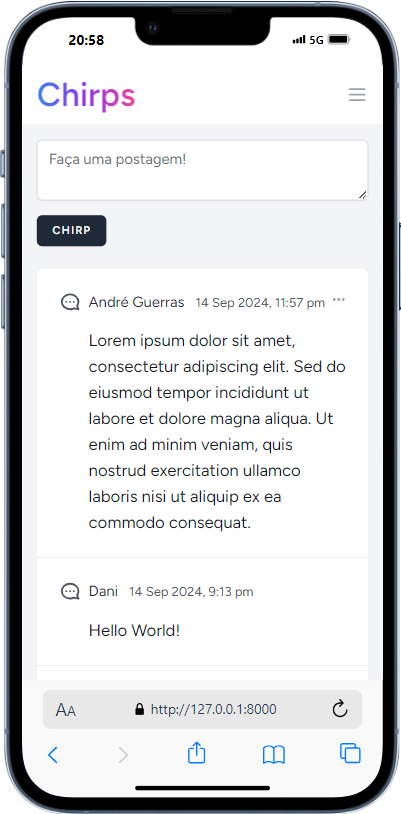 20:58
5G
Chirps
Faça uma postagem!
CHIRP
André Guerras 14 Sep 2024, 11:57 pm
Lorem ipsum dolor sit amet,
consectetur adipiscing elit. Sed do
eiusmod tempor incididunt ut
labore et dolore magna aliqua. Ut
enim ad minim veniam, quis
nostrud exercitation ullamco
laboris nisi ut aliquip ex ea
commodo consequat.
Dani 14 Sep 2024, 9:13 pm
Hello World!
AA http://127.0.0.1:8000